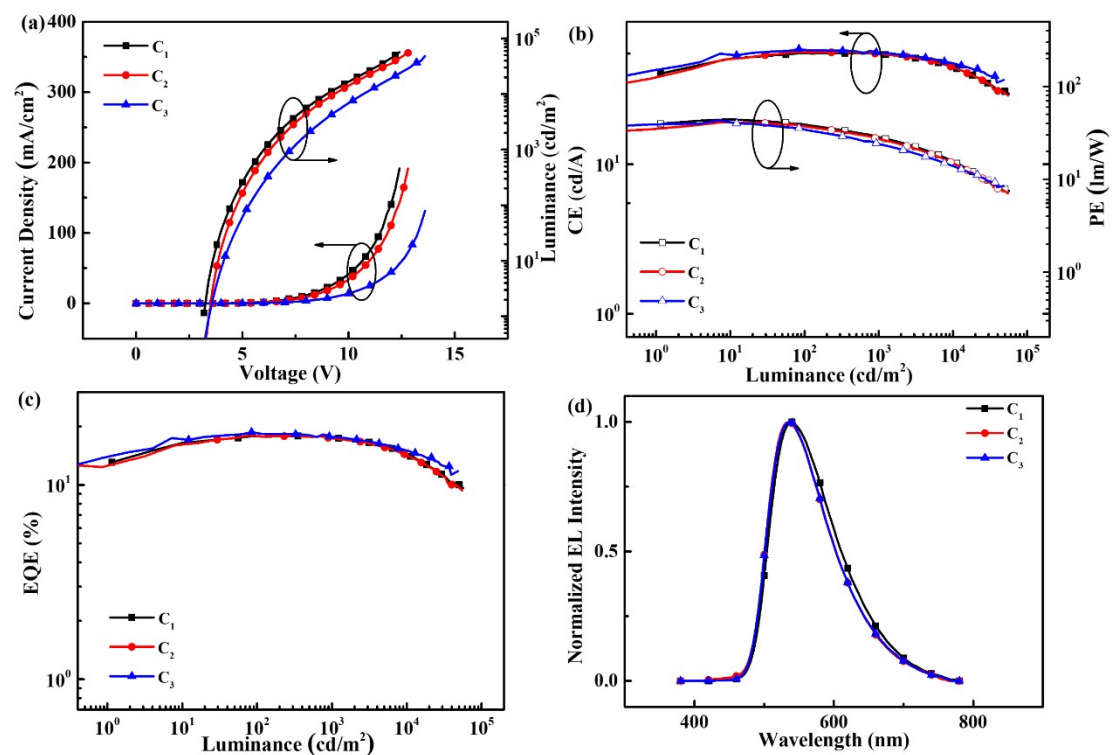 (a)
400
350
300
250
200
150
100
50
0
Current Density (mA/cm²)
C₁
C₂
C₃
10⁵
10³
10¹
Luminance (cd/m²)
0 5 10 15
Voltage (V)
(b)
10¹
10⁰
CE (cd/A)
10²
10¹
10⁰
PE (lm/W)
C₁
C₂
C₃
10⁰ 10¹ 10² 10³ 10⁴ 10⁵
Luminance (cd/m²)
(c)
10¹
10⁰
EQE (%)
C₁
C₂
C₃
10⁰ 10¹ 10² 10³ 10⁴ 10⁵
Luminance (cd/m²)
(d)
1.0
0.5
0.0
Normalized EL Intensity
C₁
C₂
C₃
400 600 800
Wavelength (nm)